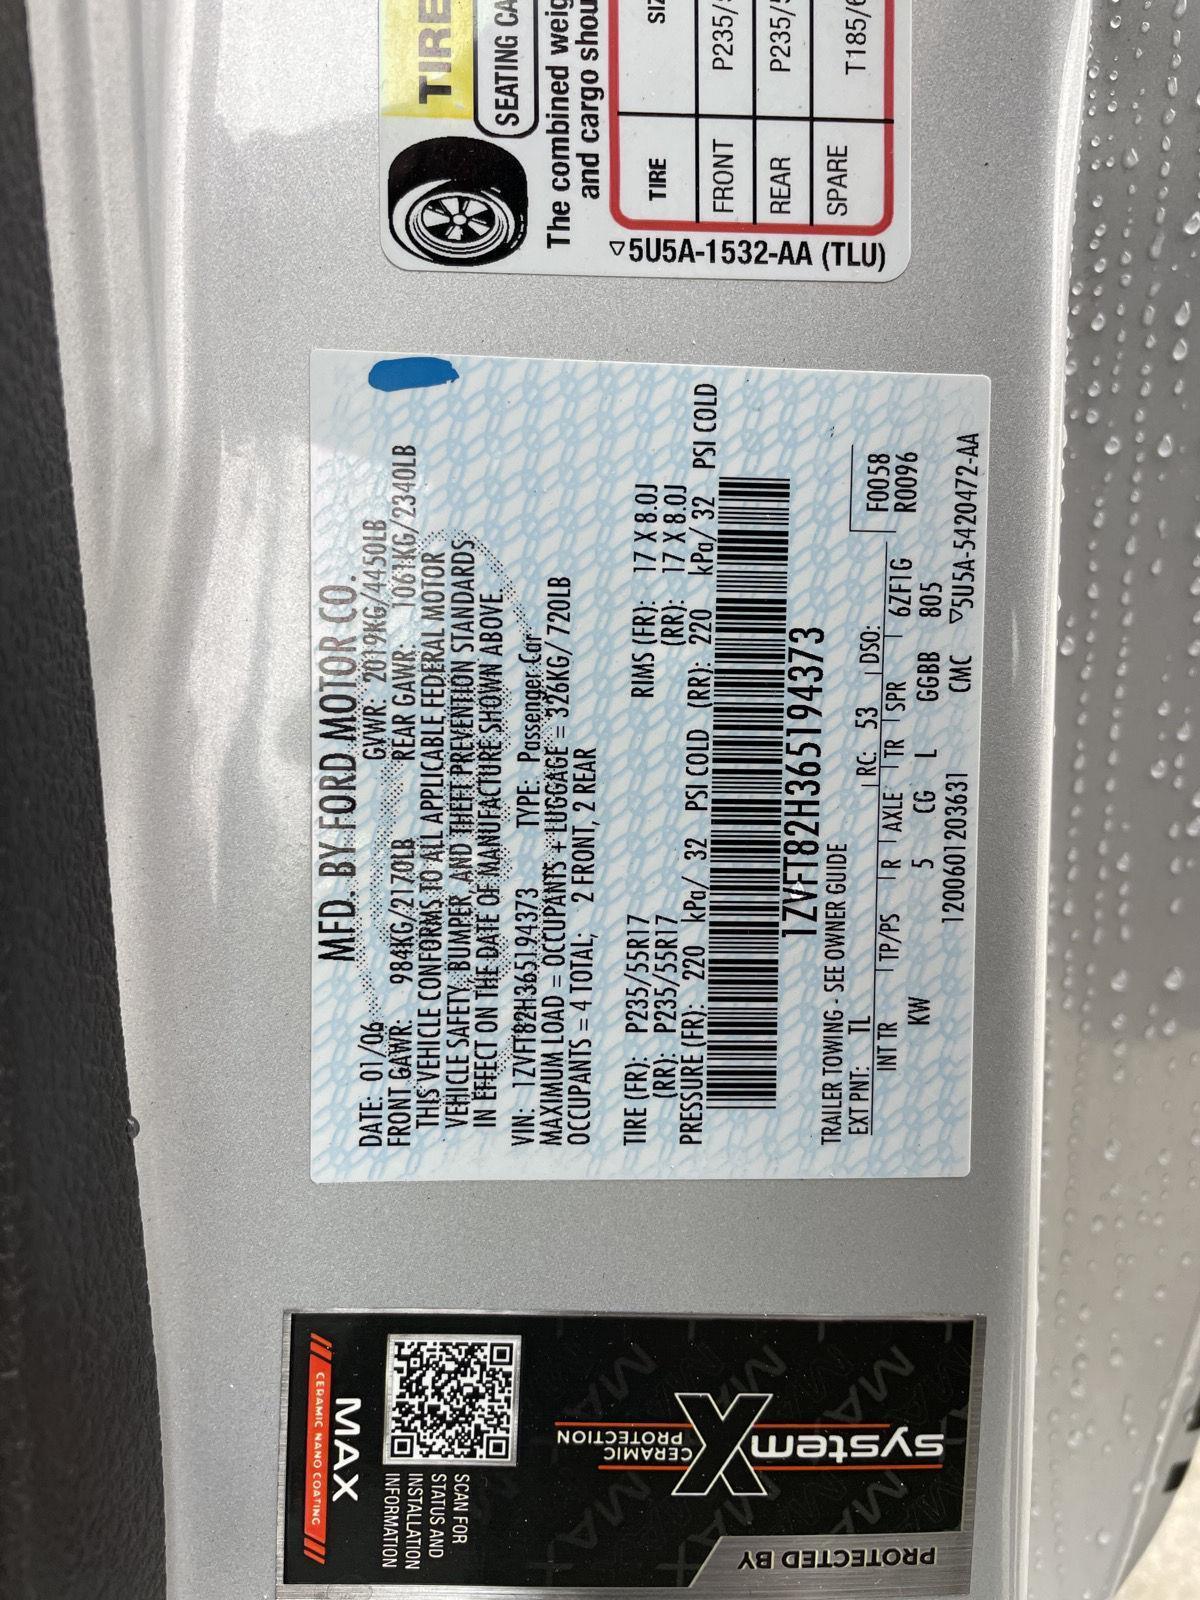 TIRE
SEATING CA
The combined weig
and cargo shou
TIRE SIZ
FRONT P235/5
REAR P235/5
SPARE T185/6
5U5A-1532-AA (TLU)
MFD. BY FORD MOTOR CO.
DATE: 01/06 GVWR: 2019KG/4450LB
FRONT GAWR: 984KG/2170LB REAR GAWR: 1061KG/2340LB
THIS VEHICLE CONFORMS TO ALL APPLICABLE FEDERAL MOTOR
VEHICLE SAFETY, BUMPER, AND THEFT PREVENTION STANDARDS
IN EFFECT ON THE DATE OF MANUFACTURE SHOWN ABOVE.
VIN: 1ZVFT82H365194373 TYPE: Passenger Car
MAXIMUM LOAD = OCCUPANTS + LUGGAGE = 326KG/720LB
OCCUPANTS = 4 TOTAL; 2 FRONT, 2 REAR
TIRE (FR): P235/55R17 RIMS (FR): 17 X 8.0J
(RR): P235/55R17 (RR): 17 X 8.0J
PRESSURE (FR): 220 kPa/ 32 PSI COLD (RR): 220 kPa/ 32 PSI COLD
1ZVFT82H365194373
TRAILER TOWING - SEE OWNER GUIDE
F0058
R0096
EXT PNT: TL RC: 53 DSO:
INT TR TP/PS R AXLE TR SPR 6ZF1G
KW 5 CG L GGBB 805
1200601203631 CMC 5U5A-5420472-AA
PROTECTED BY
systemX
CERAMIC
PROTECTION
SCAN FOR
STATUS AND
INSTALLATION
INFORMATION
MAX
CERAMIC NANO COATING